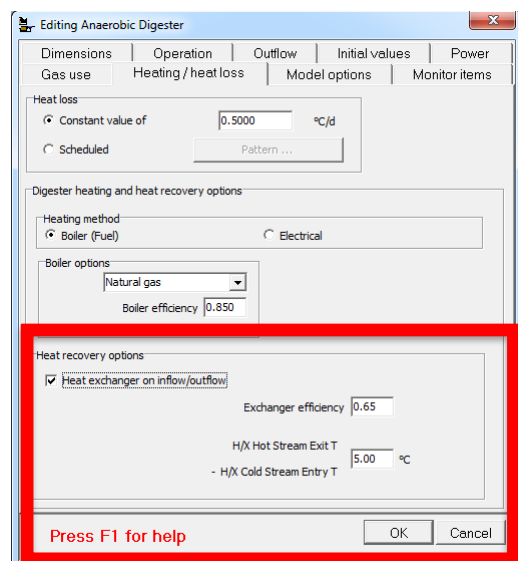 Editing Anaerobic Digester
Dimensions Operation Outflow Initial values Power
Gas use Heating / heat loss Model options Monitor items
Heat loss
Constant value of 0.5000 ºC/d
Scheduled Pattern ...
Digester heating and heat recovery options
Heating method
Boiler (Fuel) Electrical
Boiler options
Natural gas
Boiler efficiency 0.850
Heat recovery options
Heat exchanger on inflow/outflow
Exchanger efficiency 0.65
H/X Hot Stream Exit T
5.00 ºC
- H/X Cold Stream Entry T
Press F1 for help OK Cancel